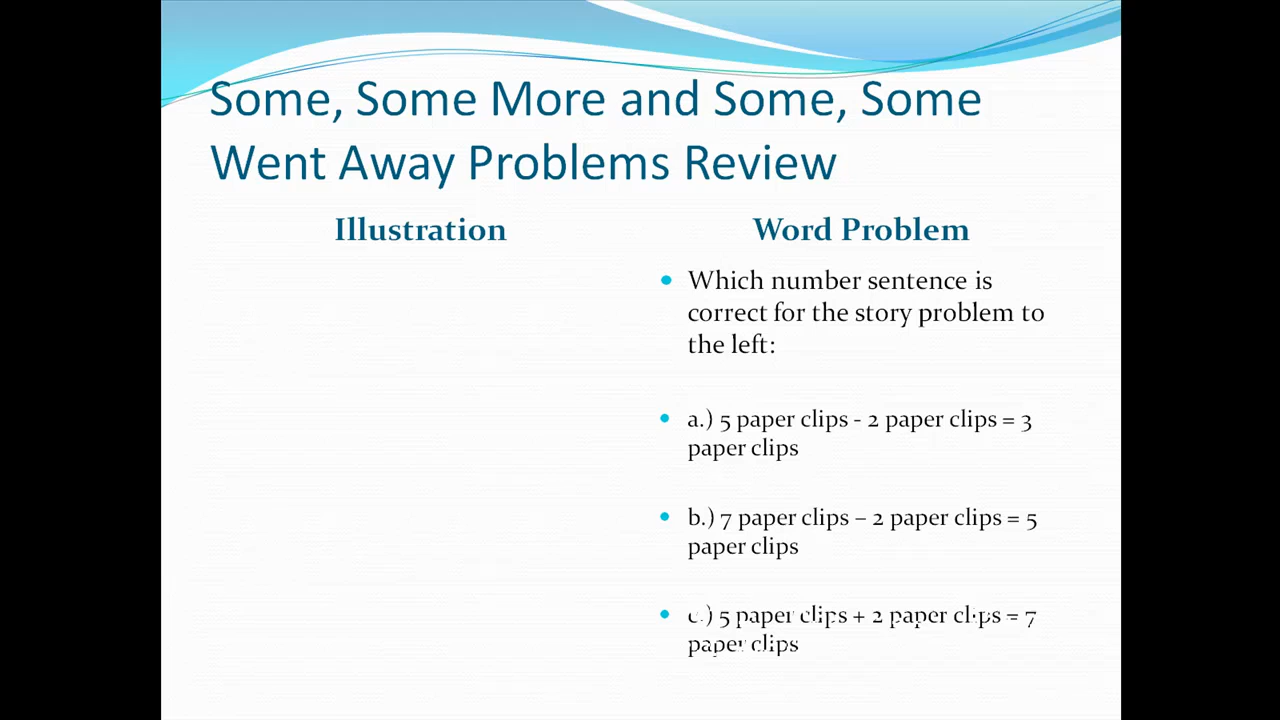 Some, Some More and Some, Some
Went Away Problems Review
Illustration
Word Problem
Which number sentence is
correct for the story problem to
the left:
a.) 5 paper clips - 2 paper clips = 3
paper clips
b.) 7 paper clips – 2 paper clips = 5
paper clips
c.) 5 paper clips + 2 paper clips = 7
paper clips